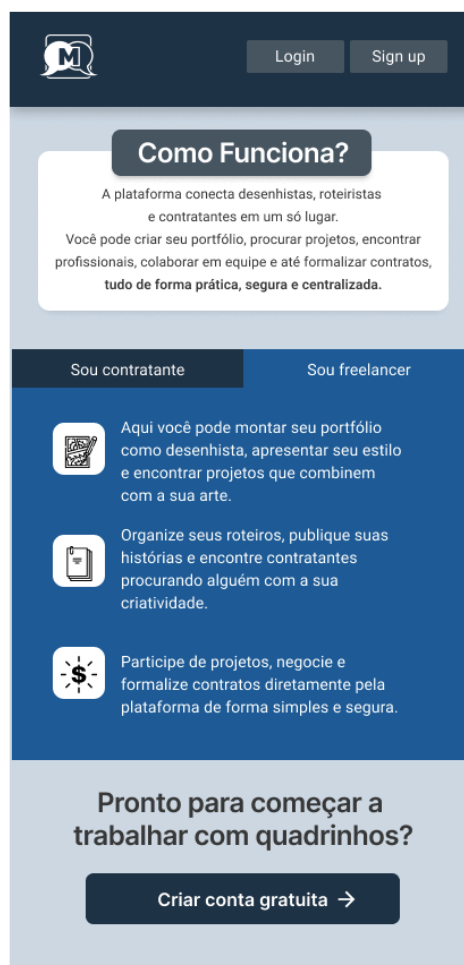 M
Login
Sign up
Como Funciona?
A plataforma conecta desenhistas, roteiristas
e contratantes em um só lugar.
Você pode criar seu portfólio, procurar projetos, encontrar
profissionais, colaborar em equipe e até formalizar contratos,
tudo de forma prática, segura e centralizada.
Sou contratante
Sou freelancer
Aqui você pode montar seu portfólio
como desenhista, apresentar seu estilo
e encontrar projetos que combinem
com a sua arte.
Organize seus roteiros, publique suas
histórias e encontre contratantes
procurando alguém com a sua
criatividade.
$
Participe de projetos, negocie e
formalize contratos diretamente pela
plataforma de forma simples e segura.
Pronto para começar a
trabalhar com quadrinhos?
Criar conta gratuita →